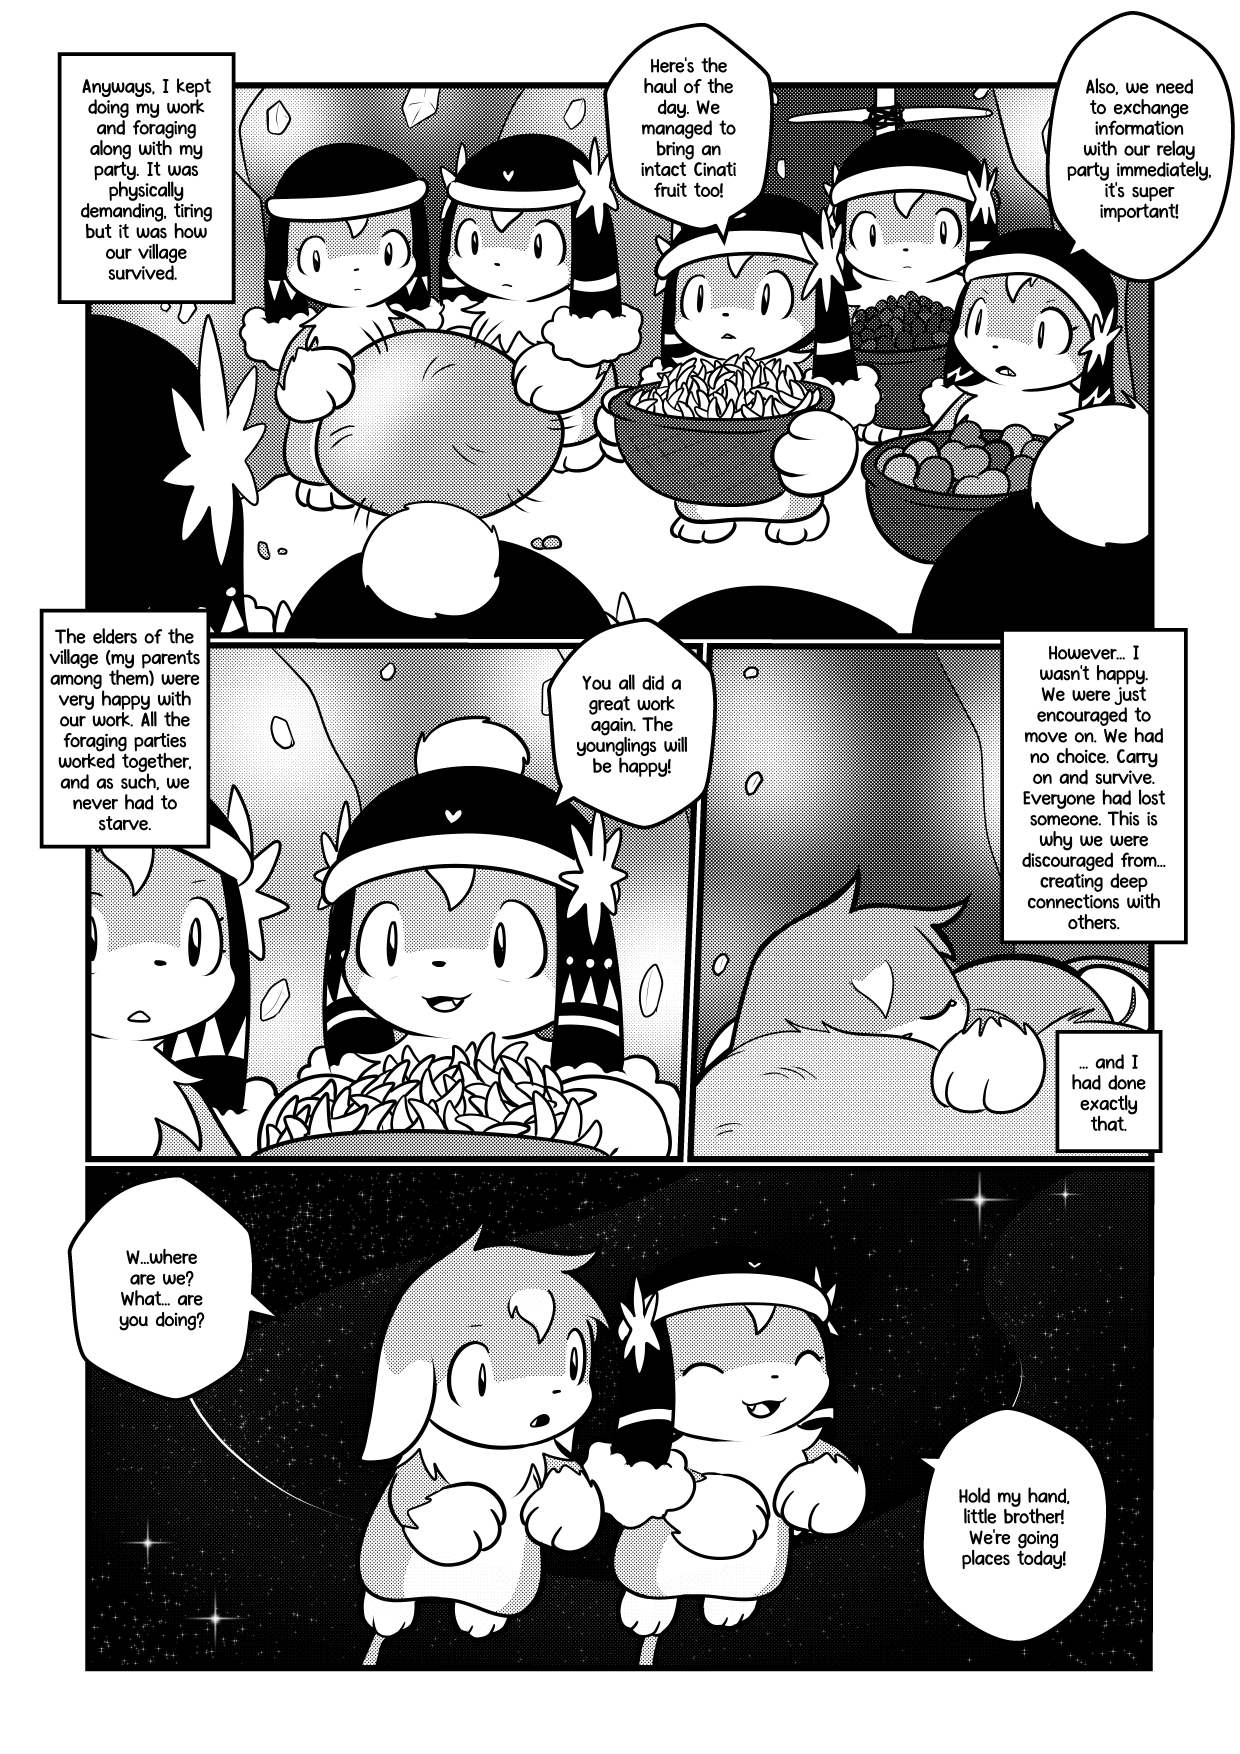 Anyways, I kept
doing my work
and foraging
along with my
party. It was
physically
demanding, tiring
but it was how
our village
survived.
Here's the
haul of the
day. We
managed to
bring an
intact Cinati
fruit too!
Also, we need
to exchange
information
with our relay
party immediately,
it's super
important!
The elders of the
village (my parents
among them) were
very happy with
our work. All the
foraging parties
worked together,
and as such, we
never had to
starve.
You all did a
great work
again. The
younglings will
be happy!
However... I
wasn't happy.
We were just
encouraged to
move on. We had
no choice. Carry
on and survive.
Everyone had lost
someone. This is
why we were
discouraged from...
creating deep
connections with
others.
... and I
had done
exactly
that.
W...where
are we?
What... are
you doing?
Hold my hand,
little brother!
We're going
places today!